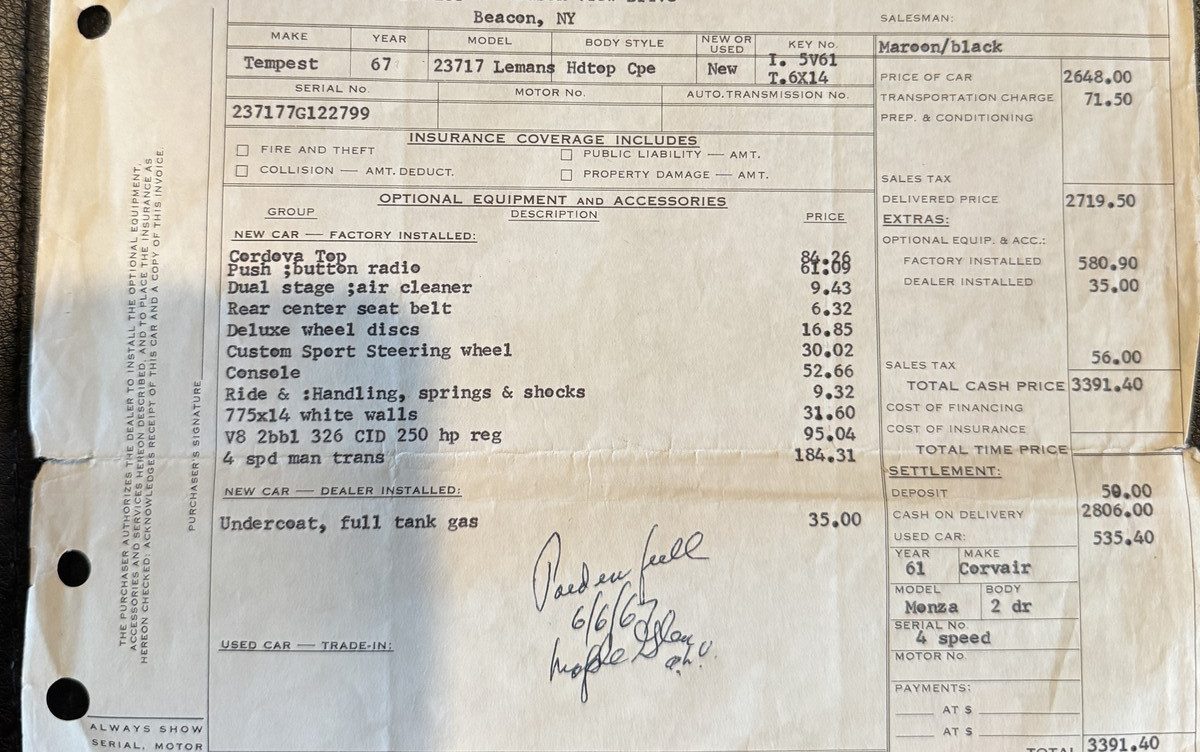 Beacon, NY
SALESMAN:
MAKE YEAR MODEL BODY STYLE NEW OR USED KEY No.
Tempest 67 23717 Lemans Hdtop Cpe New I. 5V61
T.6X14
Maroon/black
SERIAL No. MOTOR No. AUTO. TRANSMISSION No.
237177G122799
PRICE OF CAR 2648.00
TRANSPORTATION CHARGE 71.50
PREP. & CONDITIONING
INSURANCE COVERAGE INCLUDES
☐ FIRE AND THEFT ☐ PUBLIC LIABILITY — AMT.
☐ COLLISION — AMT. DEDUCT. ☐ PROPERTY DAMAGE — AMT.
SALES TAX
DELIVERED PRICE 2719.50
OPTIONAL EQUIPMENT AND ACCESSORIES
GROUP DESCRIPTION PRICE
NEW CAR — FACTORY INSTALLED:
Cordova Top 84.26
Push ;button radio 61.09
Dual stage ;air cleaner 9.43
Rear center seat belt 6.32
Deluxe wheel discs 16.85
Custom Sport Steering wheel 30.02
Console 52.66
Ride & :Handling, springs & shocks 9.32
775x14 white walls 31.60
V8 2bbl 326 CID 250 hp reg 95.04
4 spd man trans 184.31
NEW CAR — DEALER INSTALLED:
Undercoat, full tank gas 35.00
Paid in full
6/6/67
USED CAR — TRADE-IN:
EXTRAS:
OPTIONAL EQUIP. & ACC.:
FACTORY INSTALLED 580.90
DEALER INSTALLED 35.00
SALES TAX 56.00
TOTAL CASH PRICE 3391.40
COST OF FINANCING
COST OF INSURANCE
TOTAL TIME PRICE
SETTLEMENT:
DEPOSIT 50.00
CASH ON DELIVERY 2806.00
USED CAR: 535.40
YEAR MAKE
61 Corvair
MODEL BODY
Monza 2 dr
SERIAL No.
4 speed
MOTOR No.
PAYMENTS:
AT $
AT $
TOTAL 3391.40
THE PURCHASER AUTHORIZES THE DEALER TO INSTALL THE OPTIONAL EQUIPMENT,
ACCESSORIES AND SERVICES HEREON DESCRIBED, AND TO PLACE THE INSURANCE AS
HEREON CHECKED; ACKNOWLEDGES RECEIPT OF THIS CAR AND A COPY OF THIS INVOICE.
PURCHASER'S SIGNATURE
ALWAYS SHOW
SERIAL, MOTOR